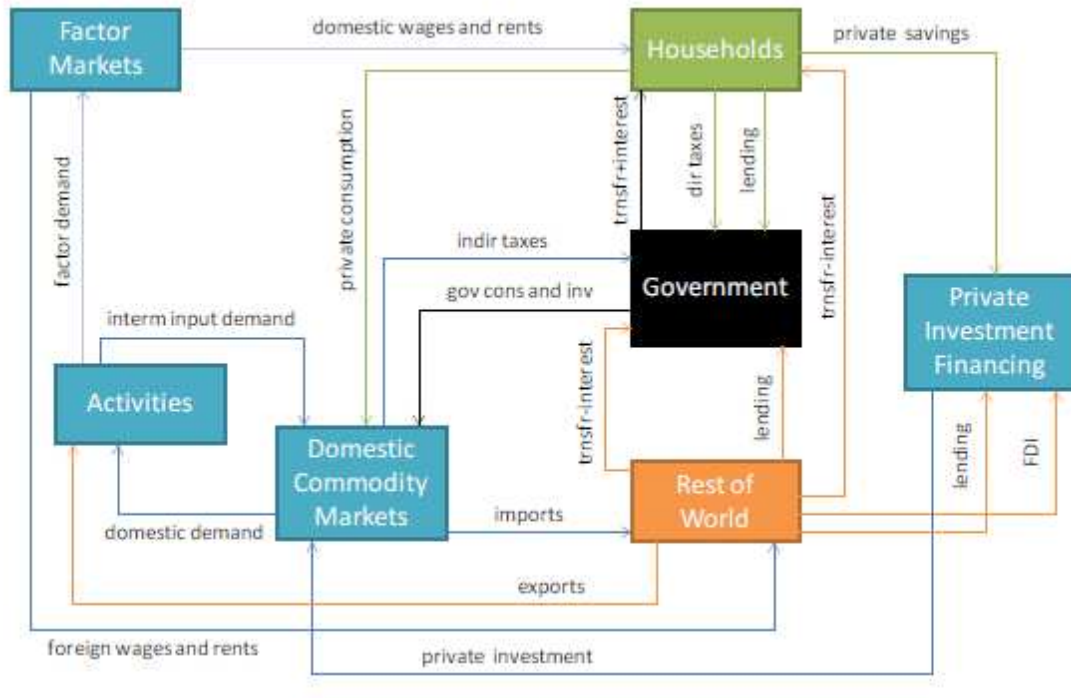 Factor
Markets
domestic wages and rents
Households
private savings
factor demand
private consumption
trnsfr+interest
dir taxes
lending
trnsfr-interest
indir taxes
Government
gov cons and inv
Private
Investment
Financing
interm input demand
Activities
trnsfr-interest
lending
lending
FDI
Domestic
Commodity
Markets
Rest of
World
imports
domestic demand
exports
foreign wages and rents
private investment